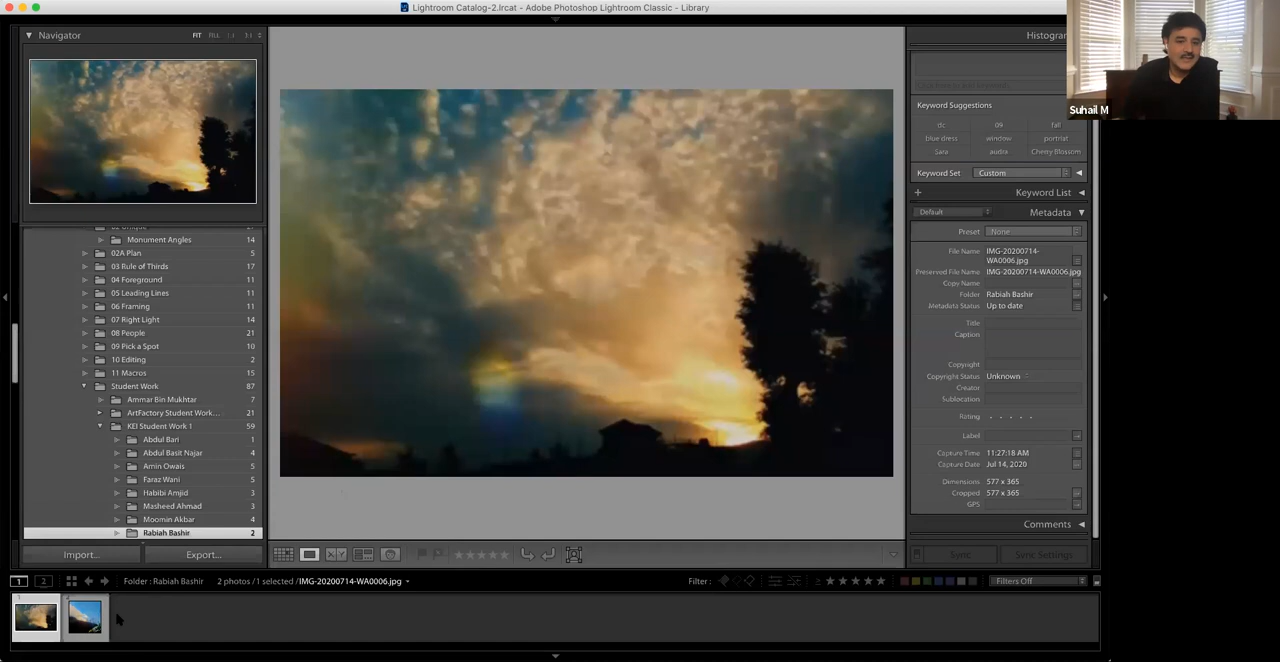 Lightroom Catalog-2.lrcat - Adobe Photoshop Lightroom Classic - Library
Navigator
FIT
Monument Angles 14
02A Plan 5
03 Rule of Thirds 17
04 Foreground 11
05 Leading Lines 11
06 Framing 11
07 Right Light 14
08 People 21
09 Pick a Spot 10
10 Editing 2
11 Macros 15
Student Work 87
Ammar Bin Mukhtar 7
ArtFactory Student Work... 21
KEI Student Work 1 59
Abdul Bari 1
Abdul Basit Najar 4
Amin Owais 5
Faraz Wani 5
Habibi Amjid 3
Masheed Ahmad 3
Moomin Akbar 4
Rabiah Bashir 2
Import...
Export...
Histogram
Suhail M
Keyword Suggestions
dc 09 fall
blue dress window portriat
Sara audra Cherry Blossom
Keyword Set Custom
Keyword List
Default Metadata
Preset None
File Name IMG-20200714-
WA0006.jpg
Preserved File Name IMG-20200714-WA0006.jpg
Copy Name
Folder Rabiah Bashir
Metadata Status Up to date
Title
Caption
Copyright
Copyright Status Unknown
Creator
Sublocation
Rating
Label
Capture Time 11:27:18 AM
Capture Date Jul 14, 2020
Dimensions 577 x 365
Cropped 577 x 365
GPS
Comments
Sync Sync Settings
1 2 Folder : Rabiah Bashir 2 photos / 1 selected / IMG-20200714-WA0006.jpg
Filter : Filters Off
1